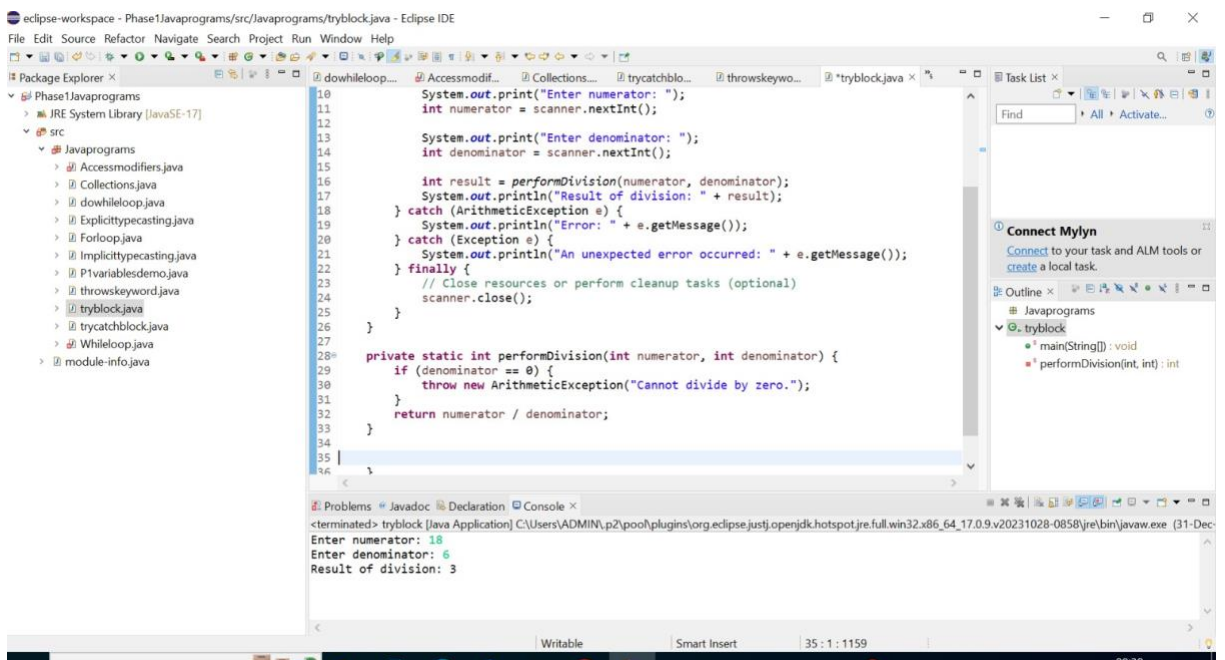 eclipse-workspace - Phase1Javaprograms/src/Javaprograms/tryblock.java - Eclipse IDE
File Edit Source Refactor Navigate Search Project Run Window Help
Package Explorer
Phase1Javaprograms
JRE System Library [JavaSE-17]
src
Javaprograms
Accessmodifiers.java
Collections.java
dowhileloop.java
Explicittypecasting.java
Forloop.java
Implicittypecasting.java
P1variablesdemo.java
throwskeyword.java
tryblock.java
trycatchblock.java
Whileloop.java
module-info.java
dowhileloop.... Accessmodif... Collections.... trycatchblo... throwskeywo... *tryblock.java
10 System.out.print("Enter numerator: ");
11 int numerator = scanner.nextInt();
12
13 System.out.print("Enter denominator: ");
14 int denominator = scanner.nextInt();
15
16 int result = performDivision(numerator, denominator);
17 System.out.println("Result of division: " + result);
18 } catch (ArithmeticException e) {
19 System.out.println("Error: " + e.getMessage());
20 } catch (Exception e) {
21 System.out.println("An unexpected error occurred: " + e.getMessage());
22 } finally {
23 // Close resources or perform cleanup tasks (optional)
24 scanner.close();
25 }
26 }
27
28 private static int performDivision(int numerator, int denominator) {
29 if (denominator == 0) {
30 throw new ArithmeticException("Cannot divide by zero.");
31 }
32 return numerator / denominator;
33 }
34
35
36 }
Task List
Find All Activate...
Connect Mylyn
Connect to your task and ALM tools or
create a local task.
Outline
Javaprograms
tryblock
main(String[]) : void
performDivision(int, int) : int
Problems Javadoc Declaration Console
<terminated> tryblock [Java Application] C:\Users\ADMIN\.p2\pool\plugins\org.eclipse.justj.openjdk.hotspot.jre.full.win32.x86_64_17.0.9.v20231028-0858\jre\bin\javaw.exe (31-Dec-
Enter numerator: 18
Enter denominator: 6
Result of division: 3
Writable Smart Insert 35 : 1 : 1159